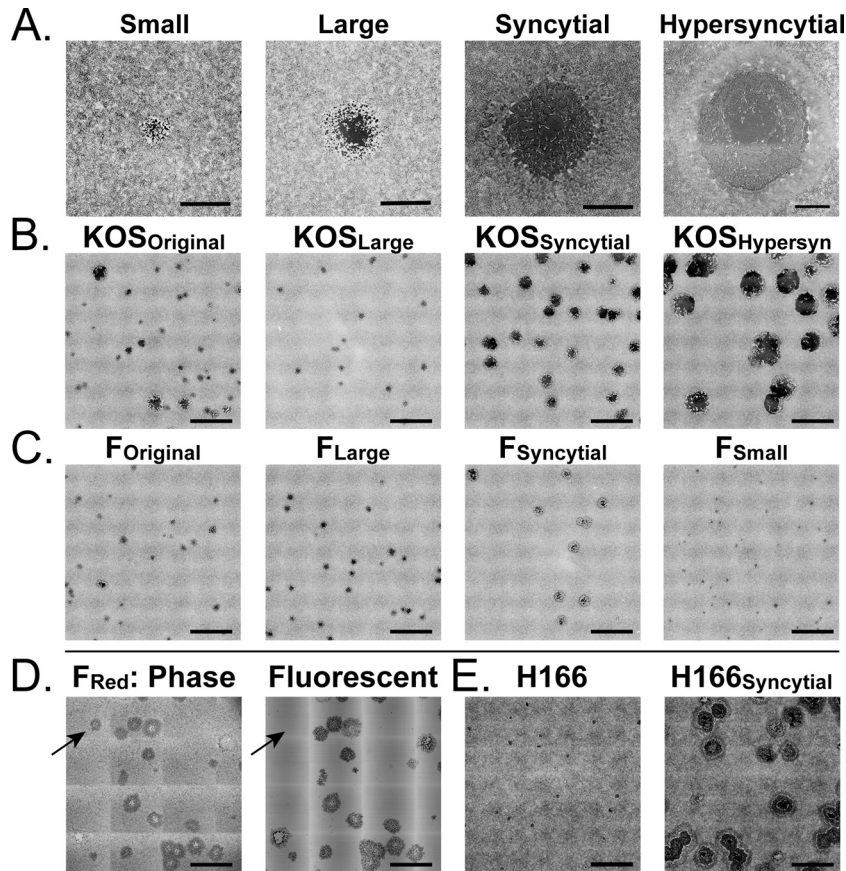 A. Small Large Syncytial Hypersyncytial
B. KOSOriginal KOSLarge KOSSyncytial KOSHypersyn
C. FOriginal FLarge FSyncytial FSmall
D. FRed: Phase Fluorescent E. H166 H166Syncytial